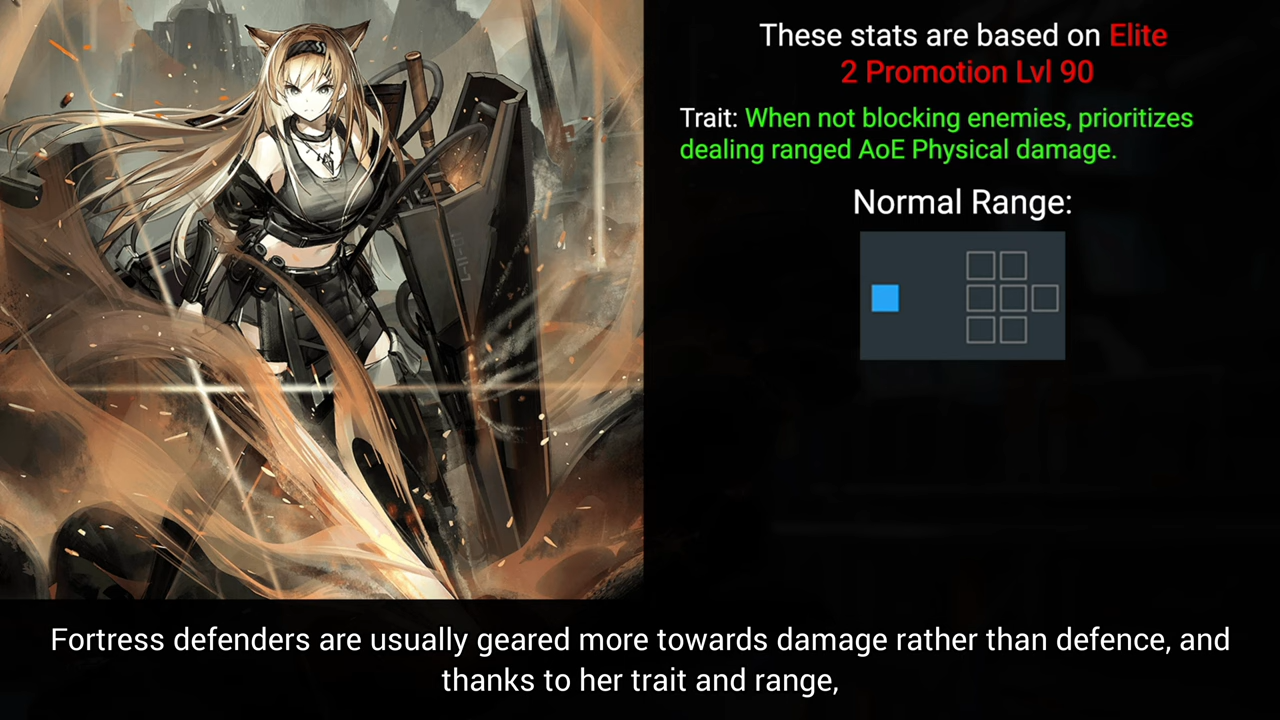 These stats are based on Elite
2 Promotion Lvl 90
Trait: When not blocking enemies, prioritizes
dealing ranged AoE Physical damage.
Normal Range:
Fortress defenders are usually geared more towards damage rather than defence, and
thanks to her trait and range,